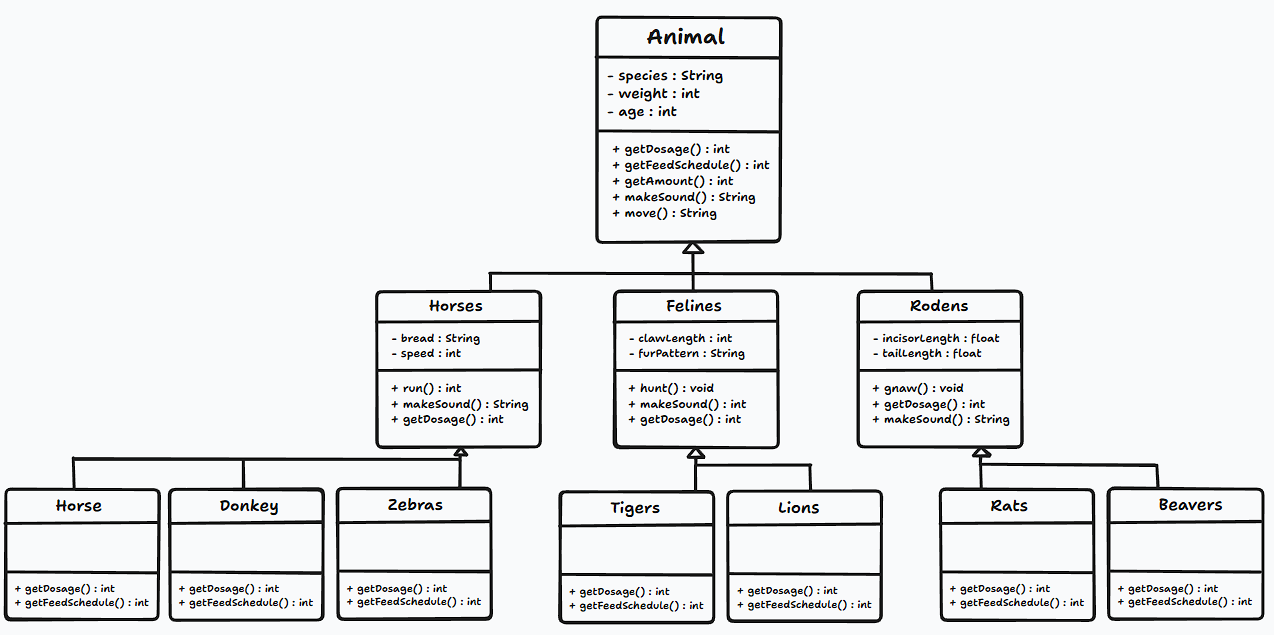 Animal
- species : String
- weight : int
- age : int
+ getDosage() : int
+ getFeedSchedule() : int
+ getAmount() : int
+ makeSound() : String
+ move() : String
Horses
- bread : String
- speed : int
+ run() : int
+ makeSound() : String
+ getDosage() : int
Felines
- clawLength : int
- furPattern : String
+ hunt() : void
+ makeSound() : int
+ getDosage() : int
Rodens
- incisorLength : float
- tailLength : float
+ gnaw() : void
+ getDosage() : int
+ makeSound() : String
Horse
+ getDosage() : int
+ getFeedSchedule() : int
Donkey
+ getDosage() : int
+ getFeedSchedule() : int
Zebras
+ getDosage() : int
+ getFeedSchedule() : int
Tigers
+ getDosage() : int
+ getFeedSchedule() : int
Lions
+ getDosage() : int
+ getFeedSchedule() : int
Rats
+ getDosage() : int
+ getFeedSchedule() : int
Beavers
+ getDosage() : int
+ getFeedSchedule() : int